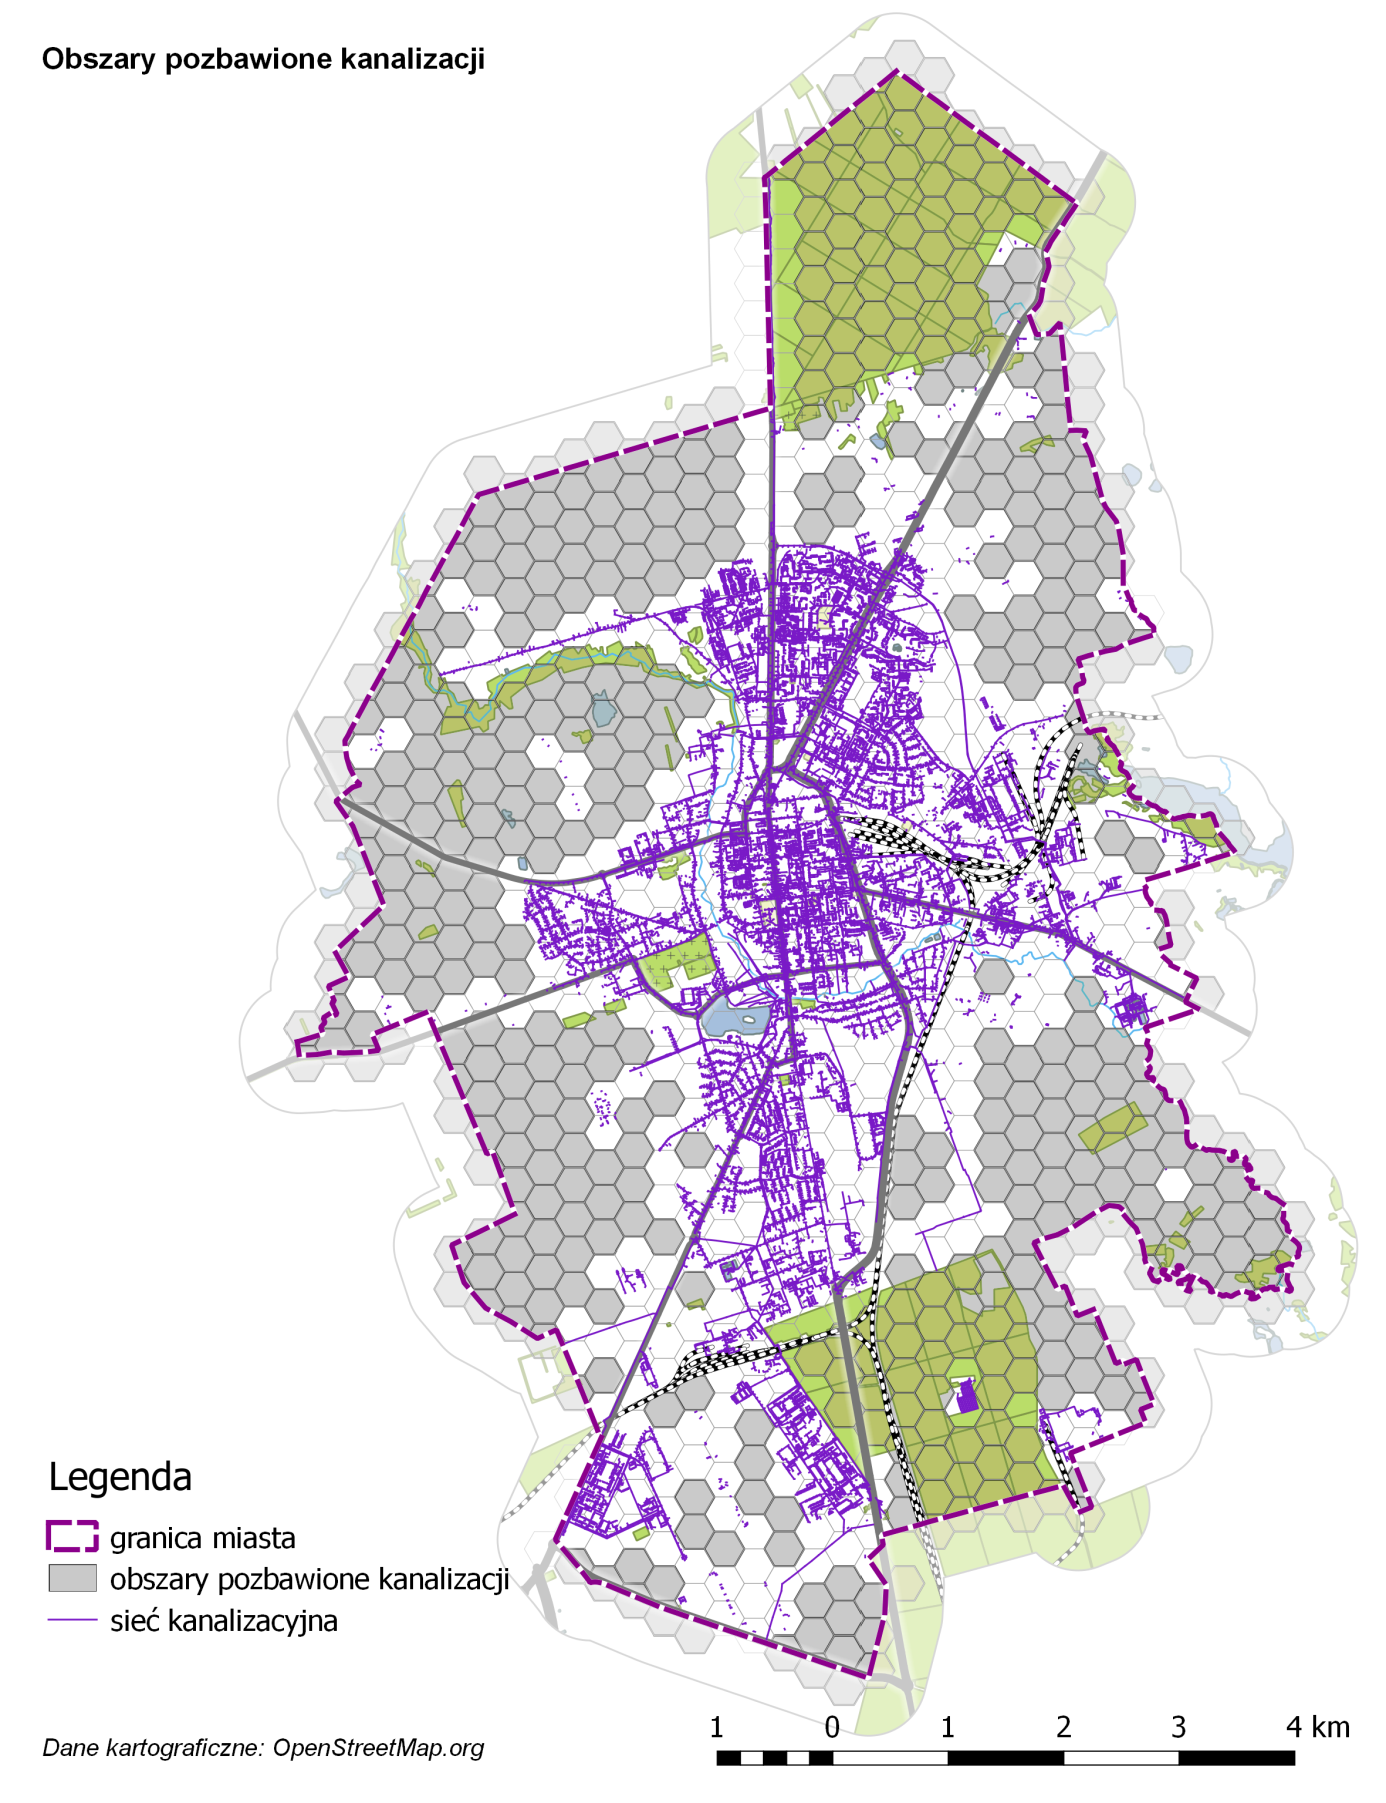 Obszary pozbawione kanalizacji
Legenda
granica miasta
obszary pozbawione kanalizacji
sieć kanalizacyjna
1 0 1 2 3 4 km
Dane kartograficzne: OpenStreetMap.org